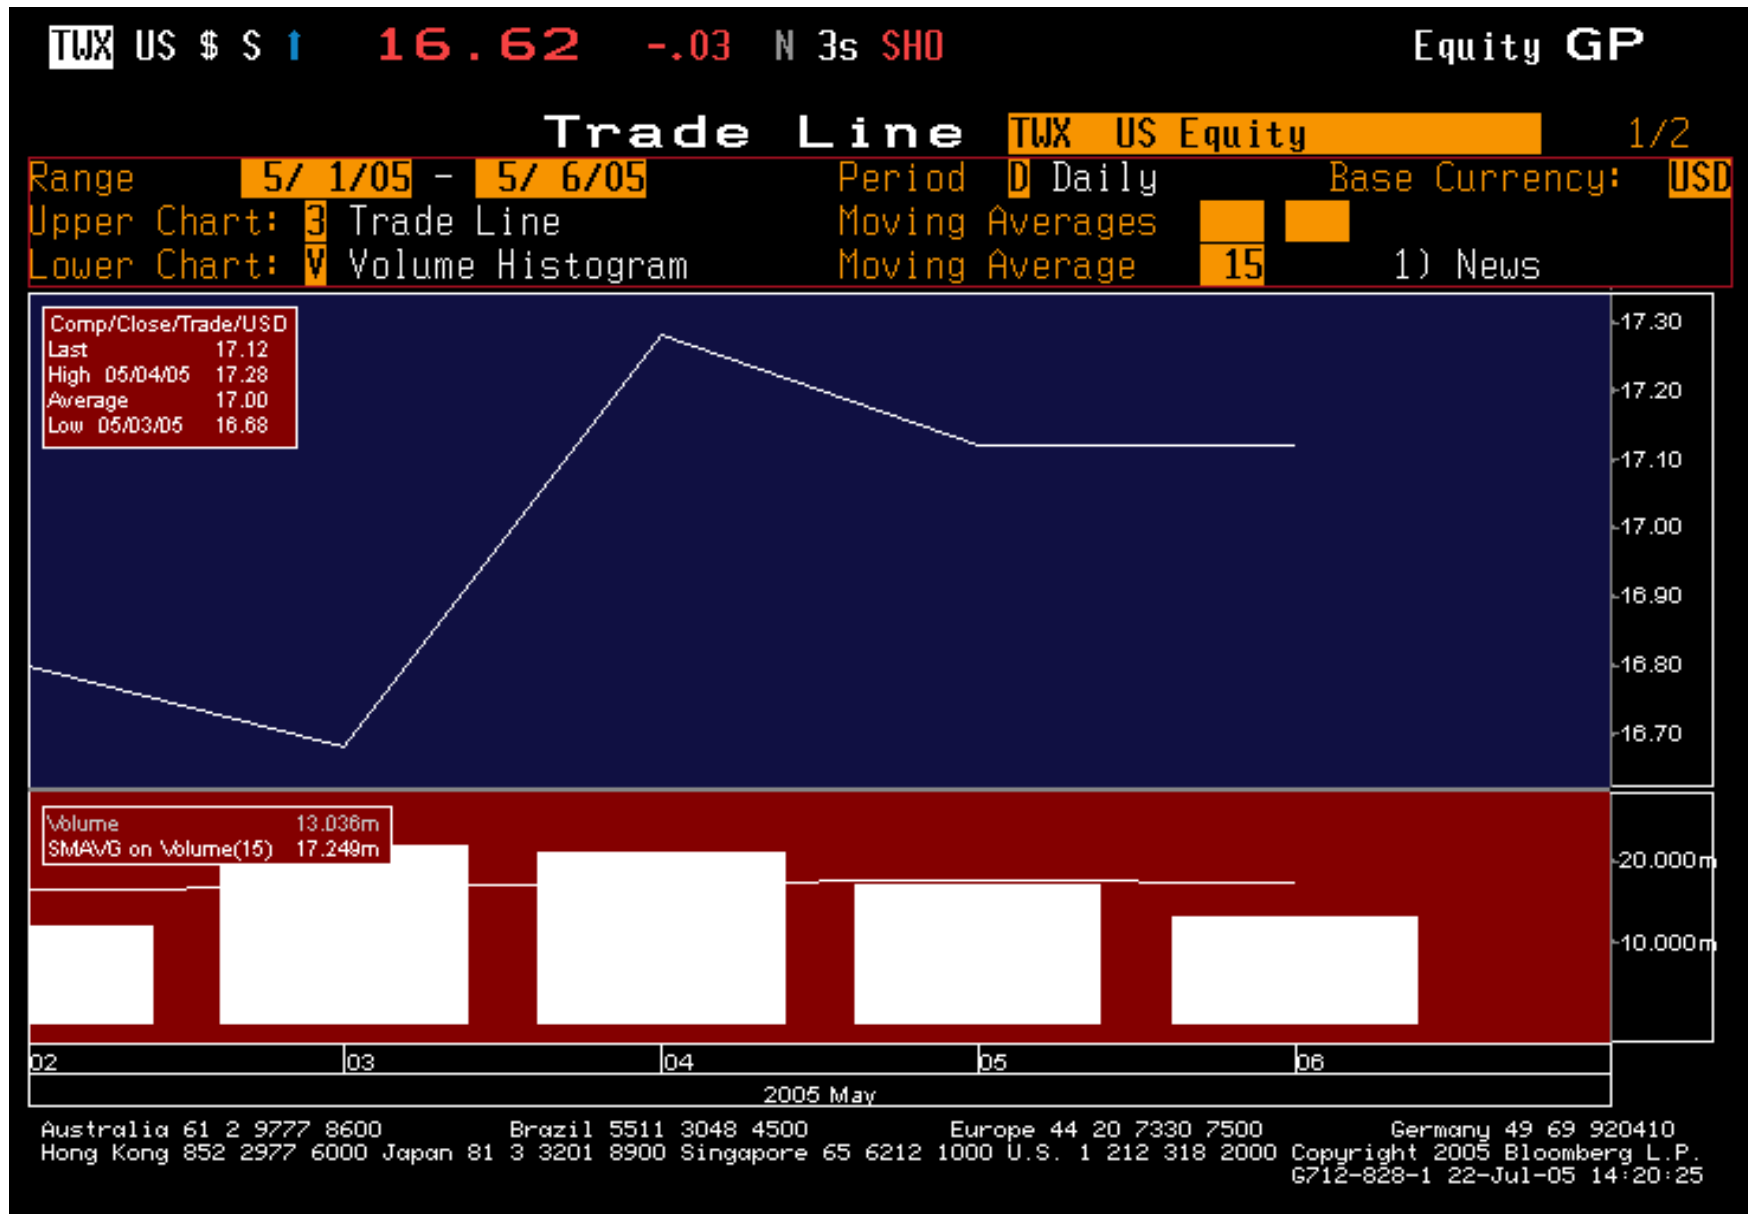 TWX US $ S ↑ 16.62 -.03 N 3s SHO Equity GP
Trade Line TWX US Equity 1/2
Range 5/ 1/05 - 5/ 6/05 Period D Daily Base Currency: USD
Upper Chart: 3 Trade Line Moving Averages
Lower Chart: V Volume Histogram Moving Average 15 1) News
Comp/Close/Trade/USD
Last 17.12
High 05/04/05 17.28
Average 17.00
Low 05/03/05 16.68
17.30
17.20
17.10
17.00
16.90
16.80
16.70
Volume 13.036m
SMAVG on Volume(15) 17.249m
20.000m
10.000m
02 03 04 05 06
2005 May
Australia 61 2 9777 8600 Brazil 5511 3048 4500 Europe 44 20 7330 7500 Germany 49 69 920410
Hong Kong 852 2977 6000 Japan 81 3 3201 8900 Singapore 65 6212 1000 U.S. 1 212 318 2000 Copyright 2005 Bloomberg L.P.
G712-828-1 22-Jul-05 14:20:25